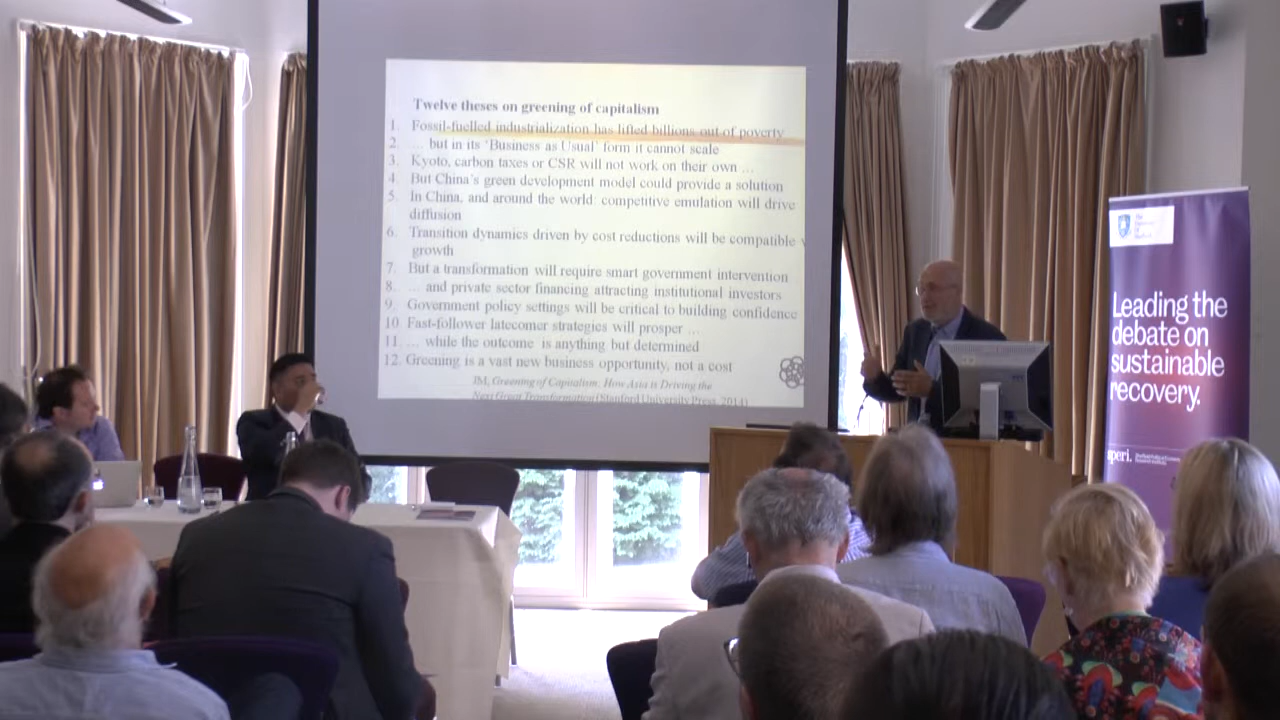 Twelve theses on greening of capitalism
1. Fossil-fuelled industrialization has lifted billions out of poverty
2. … but in its 'Business as Usual' form it cannot scale
3. Kyoto, carbon taxes or CSR will not work on their own …
4. But China's green development model could provide a solution
5. In China, and around the world: competitive emulation will drive
diffusion
6. Transition dynamics driven by cost reductions will be compatible
growth
7. But a transformation will require smart government intervention
8. … and private sector financing attracting institutional investors
9. Government policy settings will be critical to building confidence
10 Fast-follower latecomer strategies will prosper …
11. … while the outcome is anything but determined
12. Greening is a vast new business opportunity, not a cost
JM, Greening of Capitalism. How Asia is Driving the
Next Great Transformation (Stanford University Press, 2014)
Leading the
debate on
sustainable
recovery.
speri.